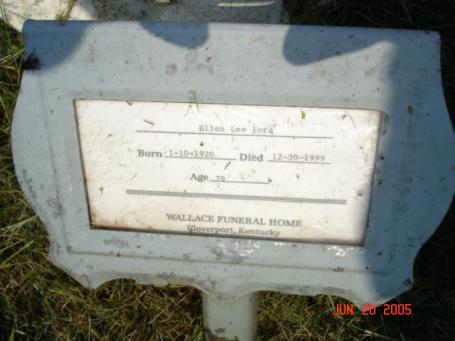 Ellen Lee Ford
Born 1-10-1920 Died 12-30-1999
Age 79
WALLACE FUNERAL HOME
Cloverport, Kentucky
JUN 20 2005